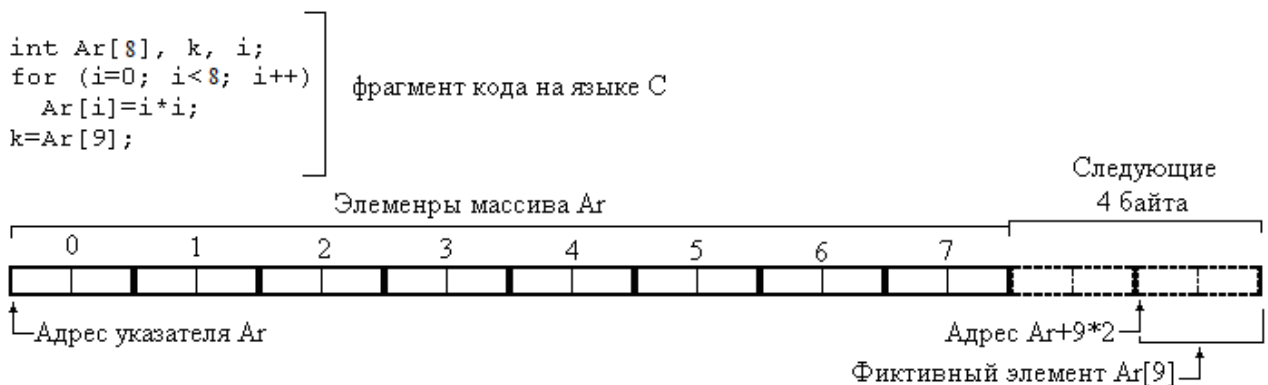 int Ar[8], k, i;
for (i=0; i<8; i++)
Ar[i]=i*i;
k=Ar[9];
фрагмент кода на языке С
Следующие
4 байта
Элеменры массива Ar
0 1 2 3 4 5 6 7
Адрес указателя Ar
Адрес Ar+9*2
Фиктивный элемент Ar[9]